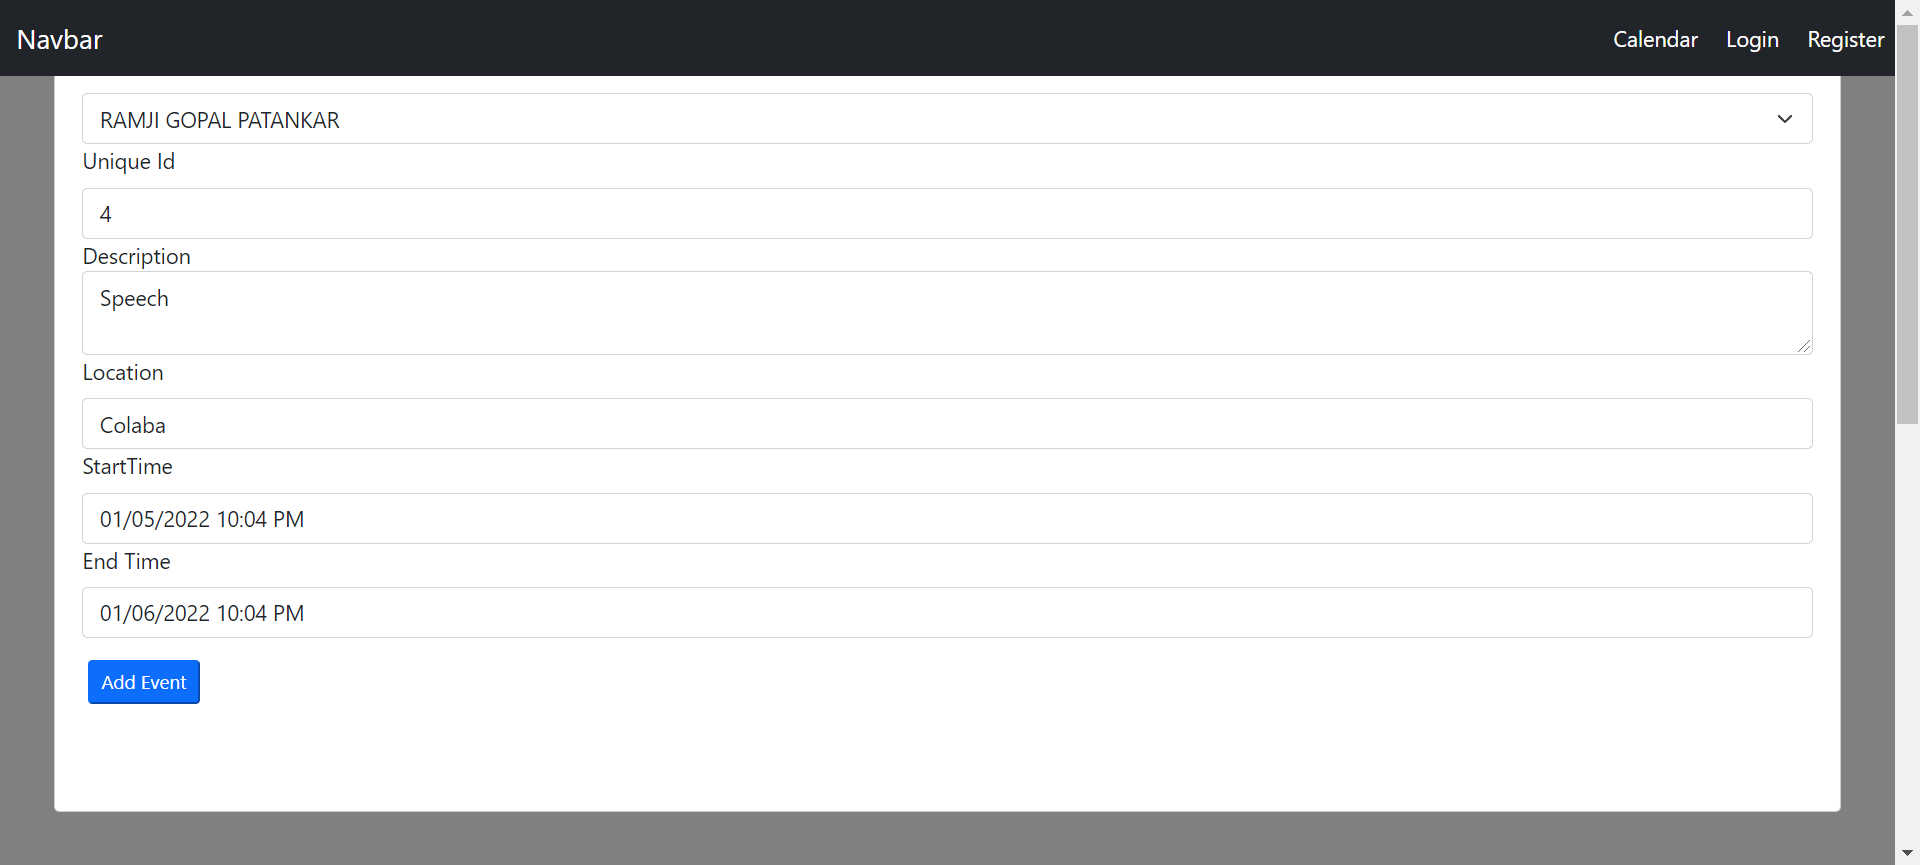 Navbar
Calendar Login Register
RAMJI GOPAL PATANKAR
Unique Id
4
Description
Speech
Location
Colaba
StartTime
01/05/2022 10:04 PM
End Time
01/06/2022 10:04 PM
Add Event